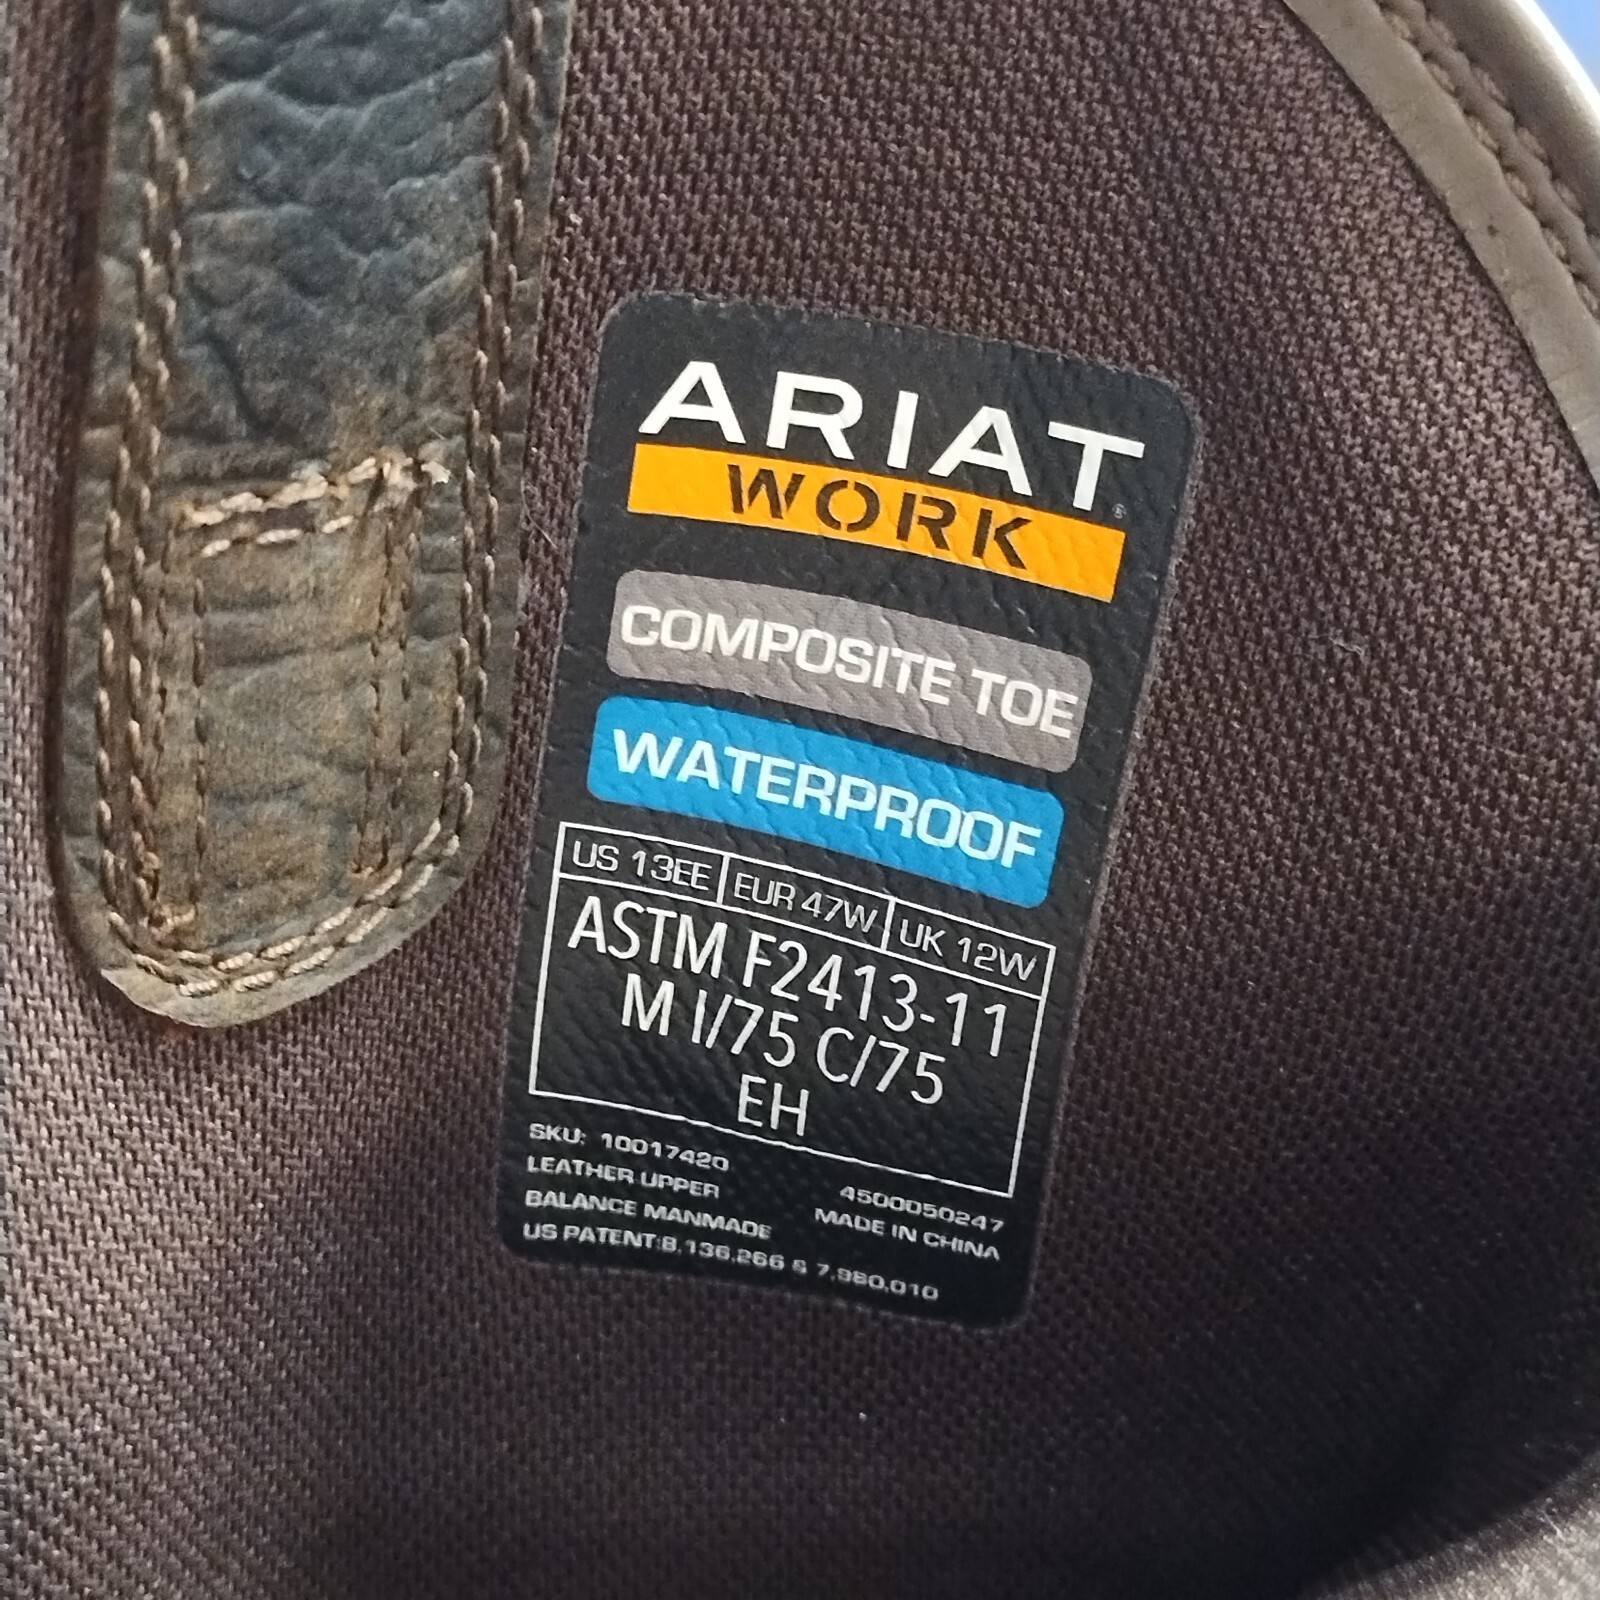 ARIAT
WORK
COMPOSITE TOE
WATERPROOF
US 13EE EUR 47W UK 12W
ASTM F2413-11
M I/75 C/75
EH
SKU: 10017420
LEATHER UPPER 4500050247
BALANCE MANMADE MADE IN CHINA
US PATENT:8,136,266 & 7,980,010